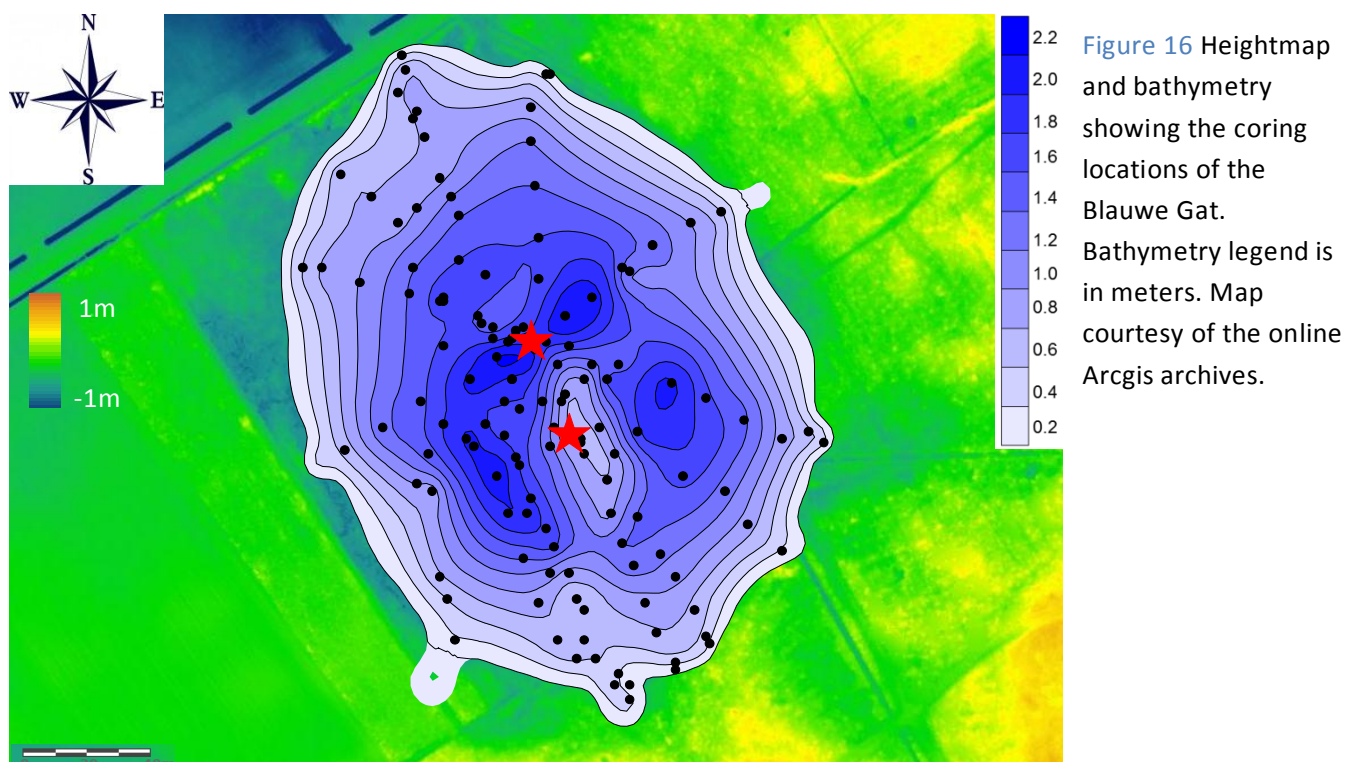 N
W
E
S
1m
-1m
2.2
2.0
1.8
1.6
1.4
1.2
1.0
0.8
0.6
0.4
0.2
Figure 16 Heightmap
and bathymetry
showing the coring
locations of the
Blauwe Gat.
Bathymetry legend is
in meters. Map
courtesy of the online
Arcgis archives.